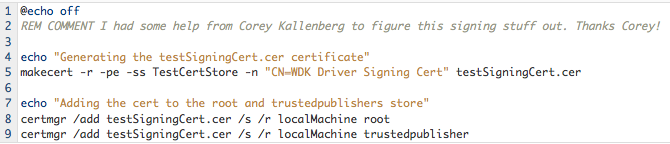 1 @echo off
2 REM COMMENT I had some help from Corey Kallenberg to figure this signing stuff out. Thanks Corey!
3
4 echo "Generating the testSigningCert.cer certificate"
5 makecert -r -pe -ss TestCertStore -n "CN=WDK Driver Signing Cert" testSigningCert.cer
6
7 echo "Adding the cert to the root and trustedpublishers store"
8 certmgr /add testSigningCert.cer /s /r localMachine root
9 certmgr /add testSigningCert.cer /s /r localMachine trustedpublisher